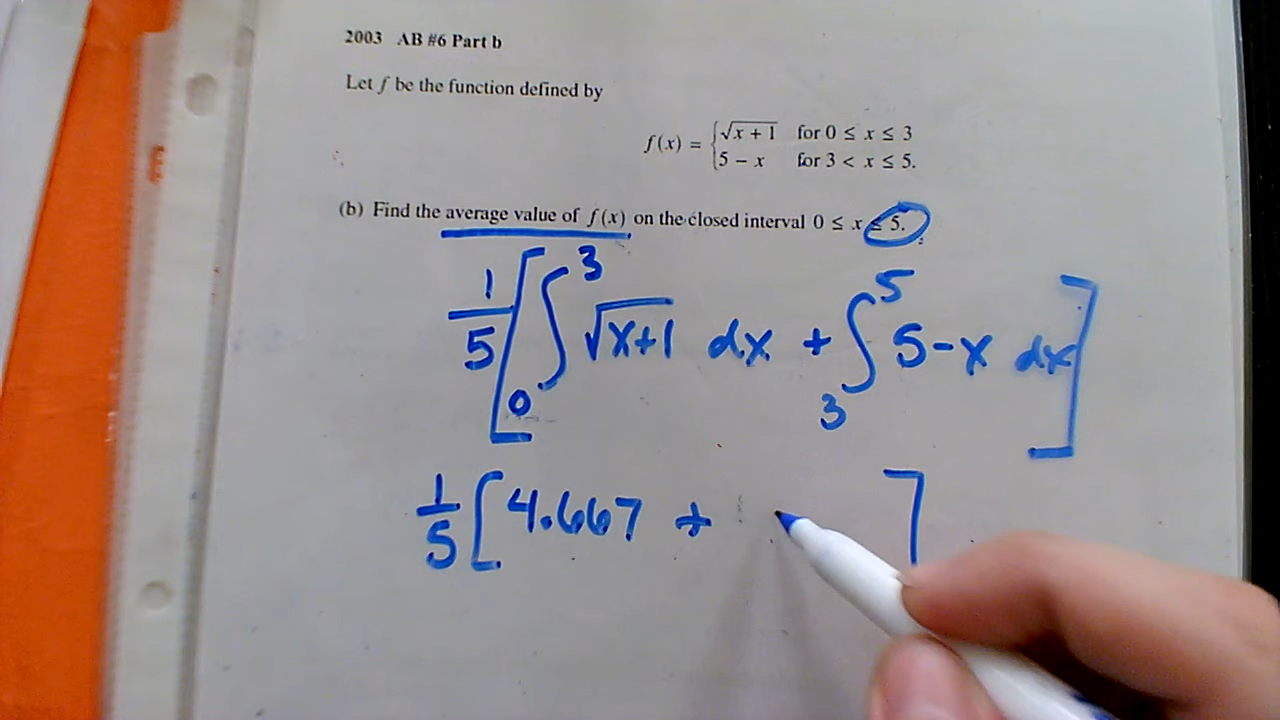 2003 AB #6 Part b
Let f be the function defined by
f(x) = { √x + 1 for 0 ≤ x ≤ 3
5 − x for 3 < x ≤ 5.
(b) Find the average value of f(x) on the closed interval 0 ≤ x ≤ 5.
1/5 [ ∫₀³ √x+1 dx + ∫₃⁵ 5-x dx ]
1/5 [ 4.667 + ]